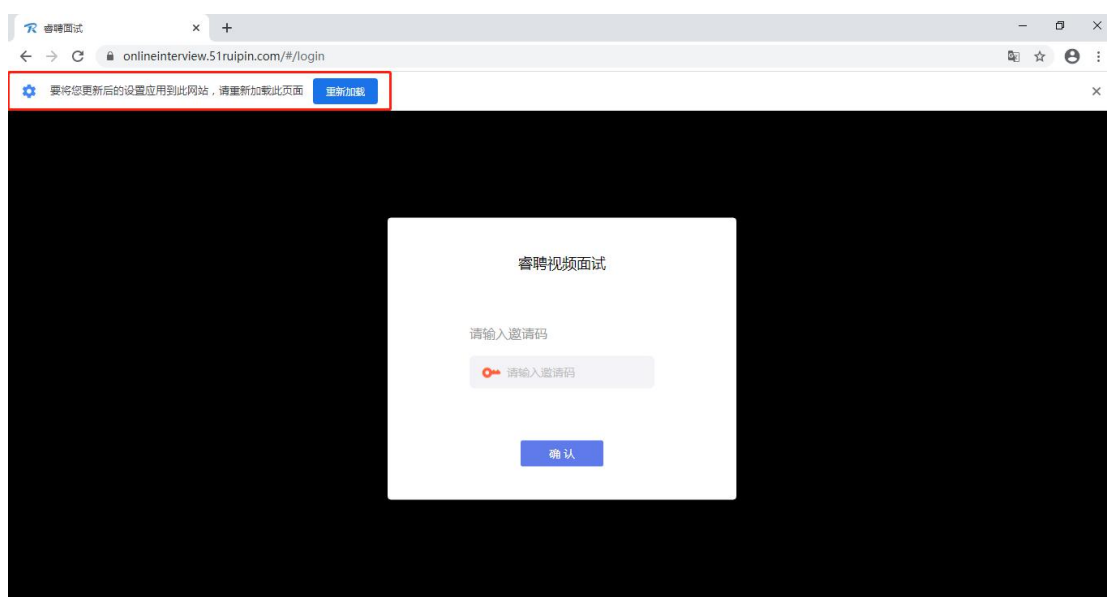 睿聘面试
onlineinterview.51ruipin.com/#/login
要将您更新后的设置应用到此网站，请重新加载此页面 重新加载
睿聘视频面试
请输入邀请码
请输入邀请码
确认